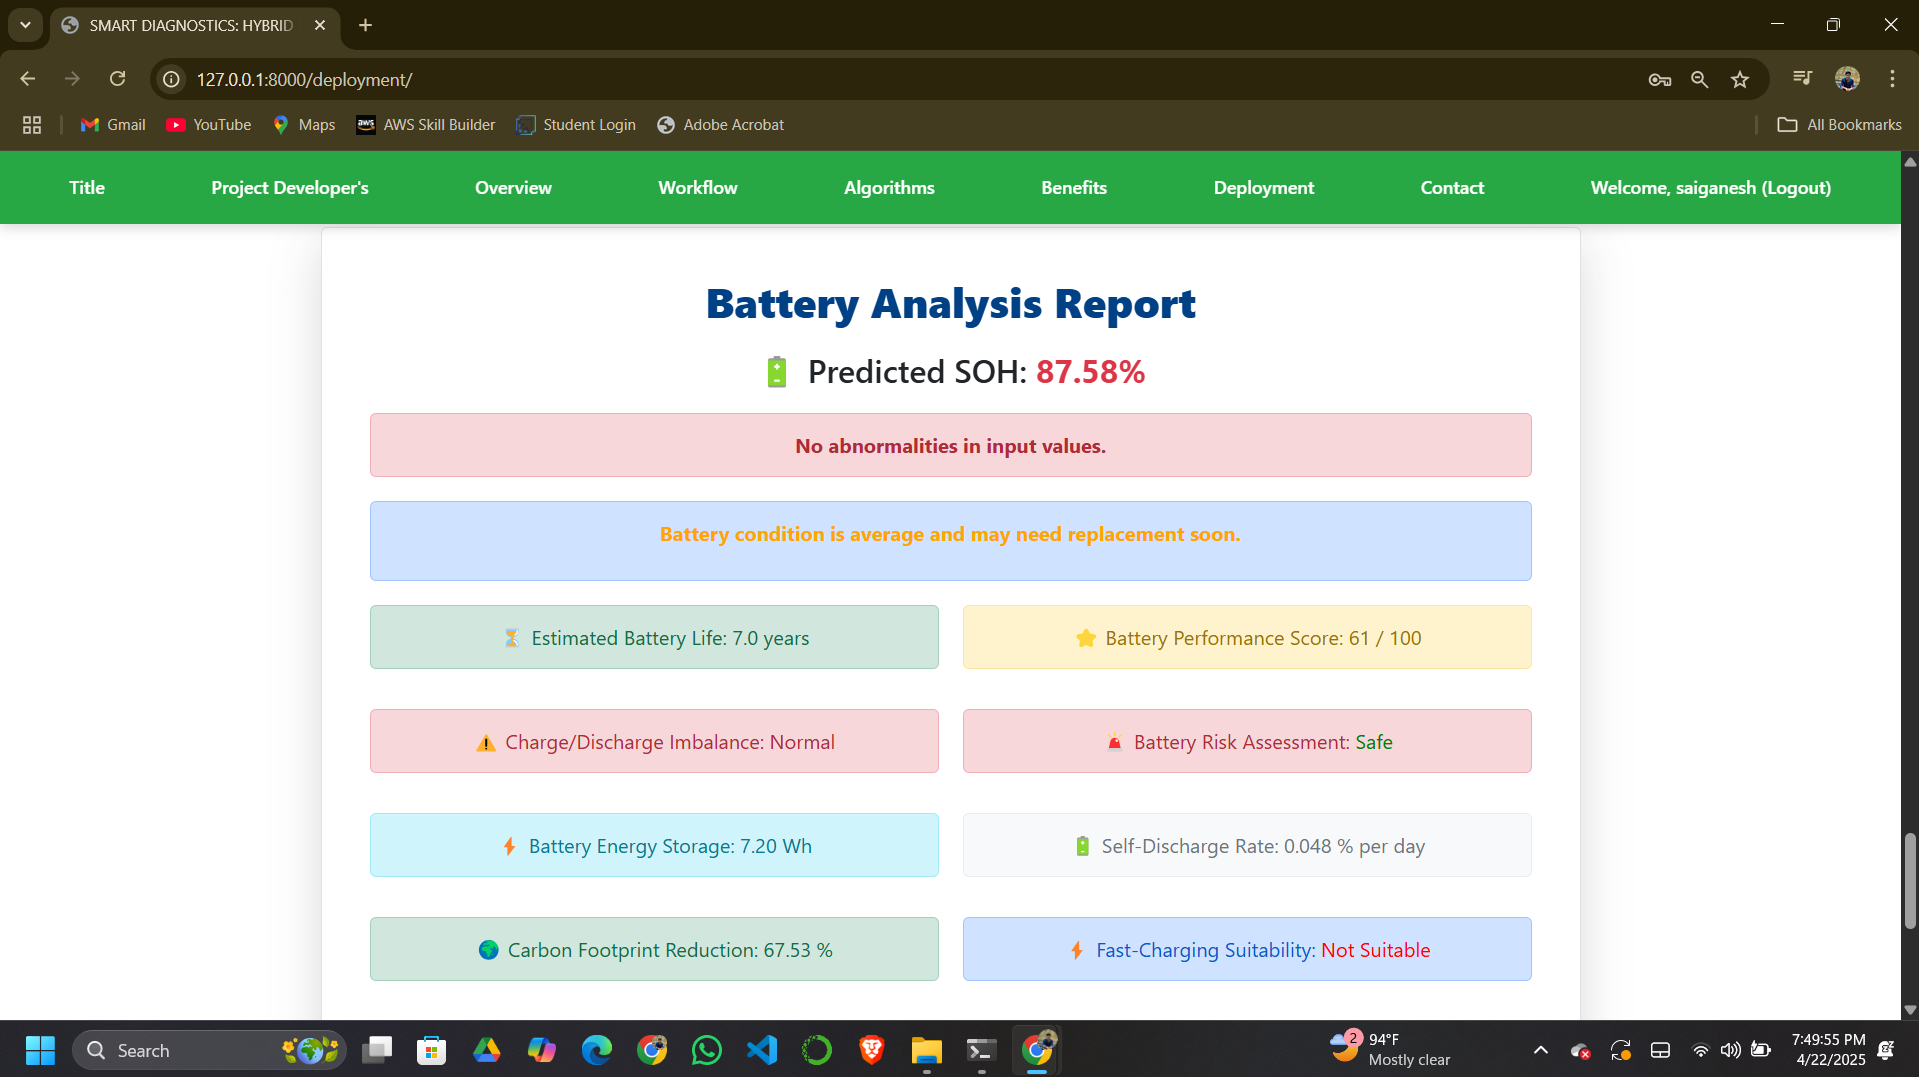 SMART DIAGNOSTICS: HYBRID
127.0.0.1:8000/deployment/
Gmail
YouTube
Maps
aws
AWS Skill Builder
Student Login
Adobe Acrobat
All Bookmarks
Title
Project Developer's
Overview
Workflow
Algorithms
Benefits
Deployment
Contact
Welcome, saiganesh (Logout)
Battery Analysis Report
Predicted SOH: 87.58%
No abnormalities in input values.
Battery condition is average and may need replacement soon.
Estimated Battery Life: 7.0 years
Battery Performance Score: 61 / 100
Charge/Discharge Imbalance: Normal
Battery Risk Assessment: Safe
Battery Energy Storage: 7.20 Wh
Self-Discharge Rate: 0.048 % per day
Carbon Footprint Reduction: 67.53 %
Fast-Charging Suitability: Not Suitable
Search
2
94°F
Mostly clear
7:49:55 PM
4/22/2025